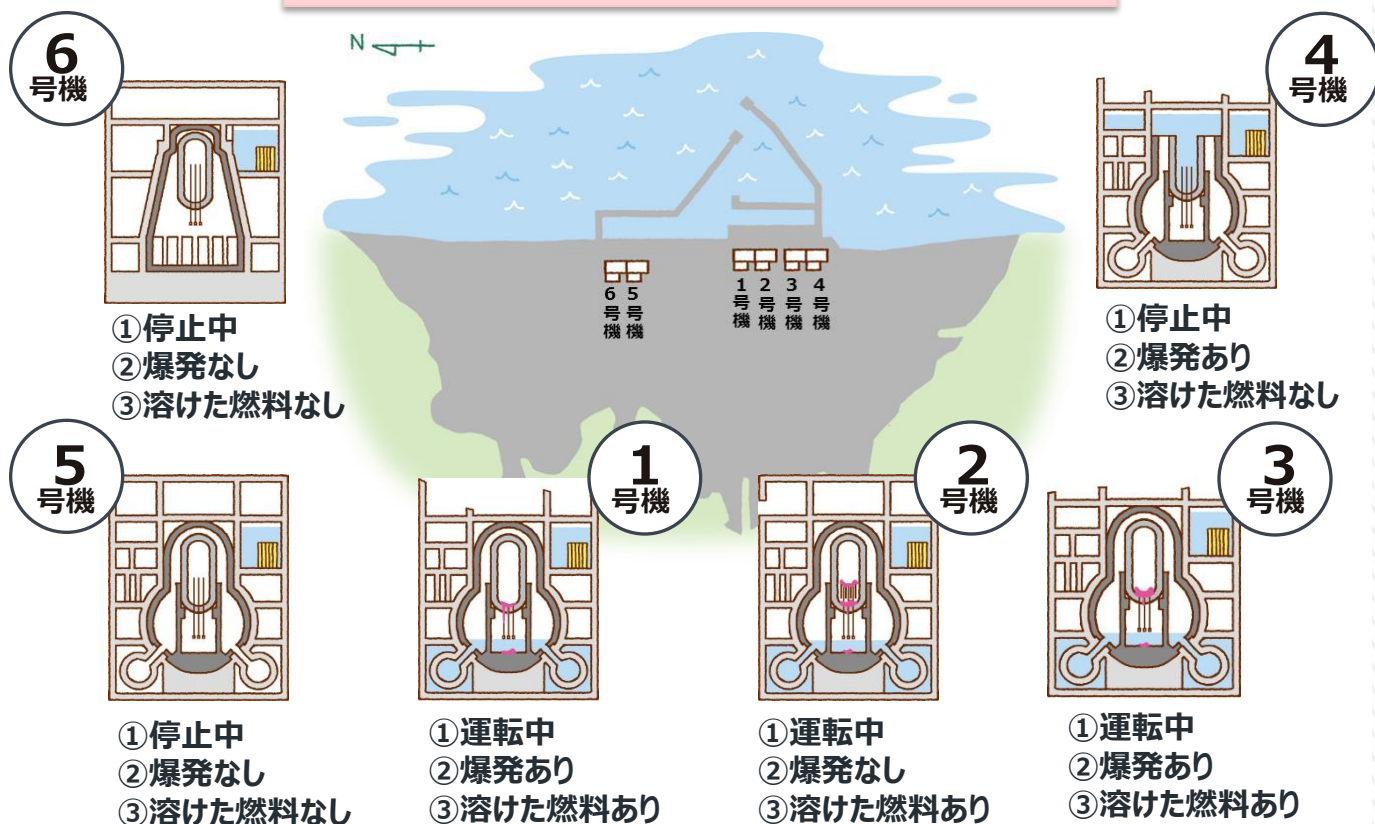 6
号機
①停止中
②爆発なし
③溶けた燃料なし
N
6号機
5号機
1号機
2号機
3号機
4号機
4
号機
①停止中
②爆発あり
③溶けた燃料なし
5
号機
①停止中
②爆発なし
③溶けた燃料なし
1
号機
①運転中
②爆発あり
③溶けた燃料あり
2
号機
①運転中
②爆発なし
③溶けた燃料あり
3
号機
①運転中
②爆発あり
③溶けた燃料あり